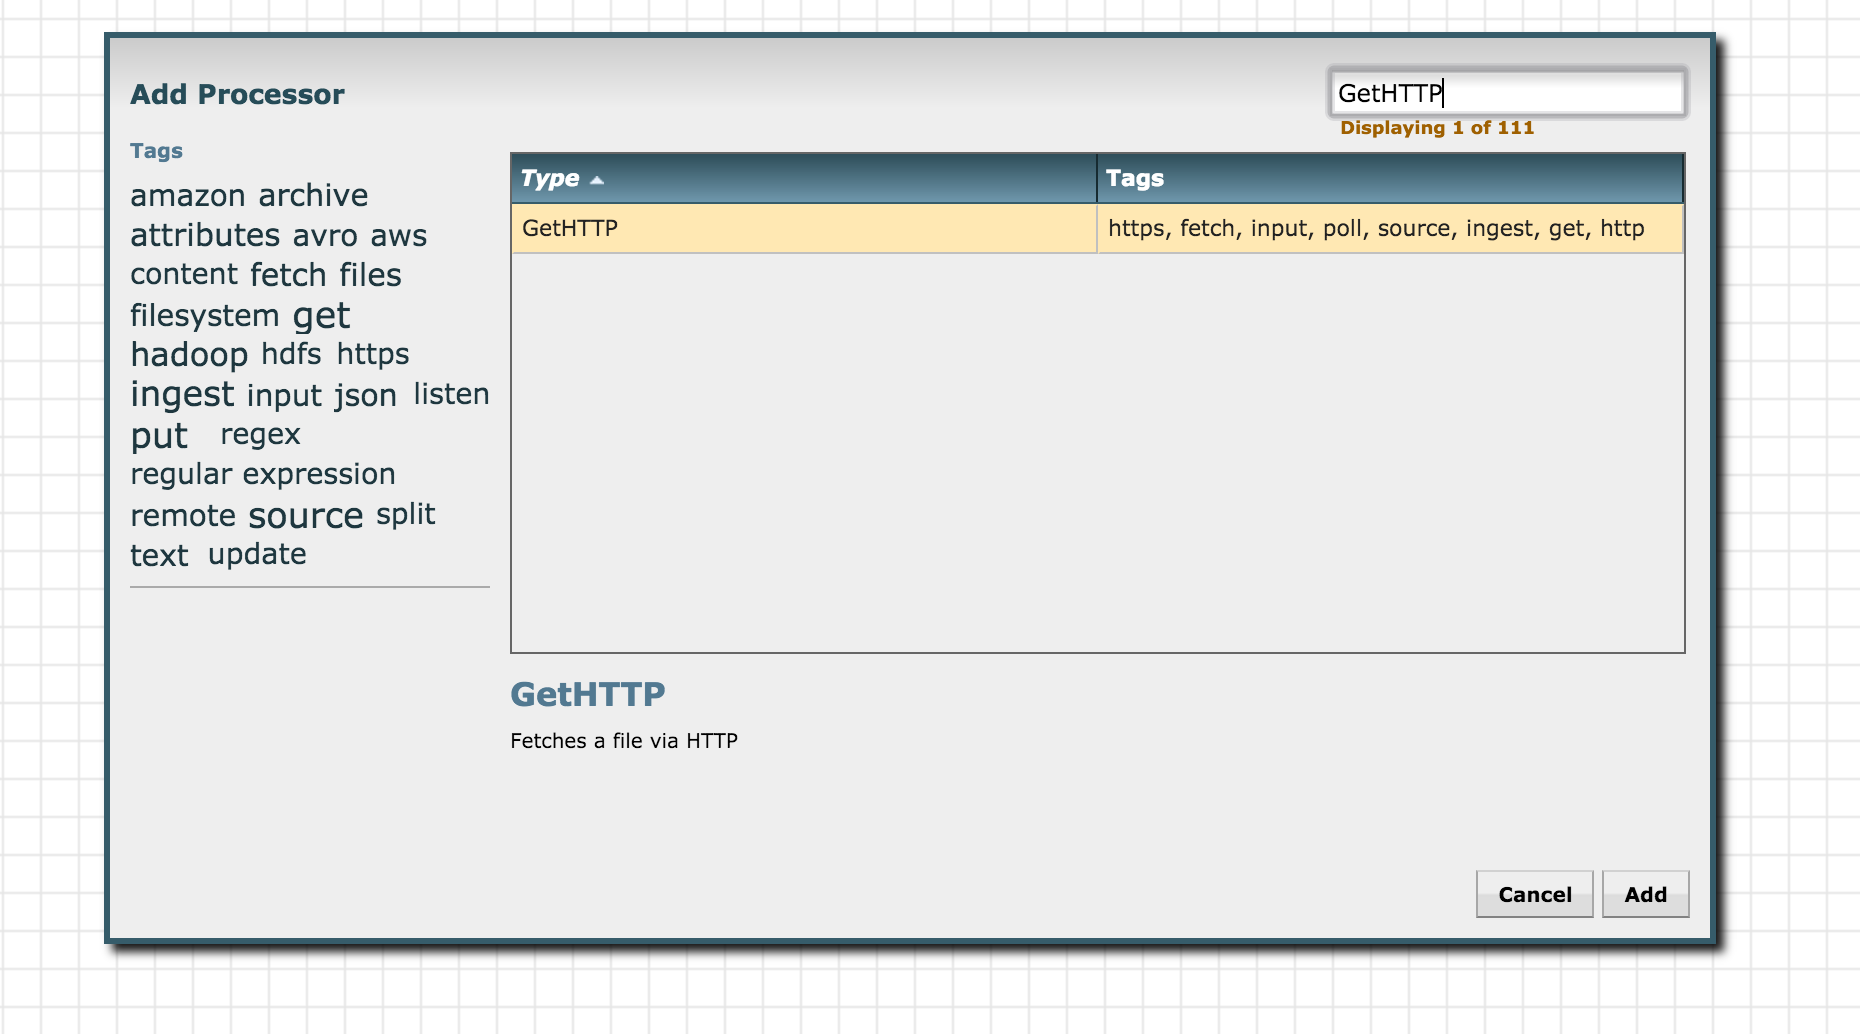 Add Processor
GetHTTP
Displaying 1 of 111
Tags
amazon archive
attributes avro aws
content fetch files
filesystem get
hadoop hdfs https
ingest input json listen
put regex
regular expression
remote source split
text update
Type Tags
GetHTTP https, fetch, input, poll, source, ingest, get, http
GetHTTP
Fetches a file via HTTP
Cancel Add